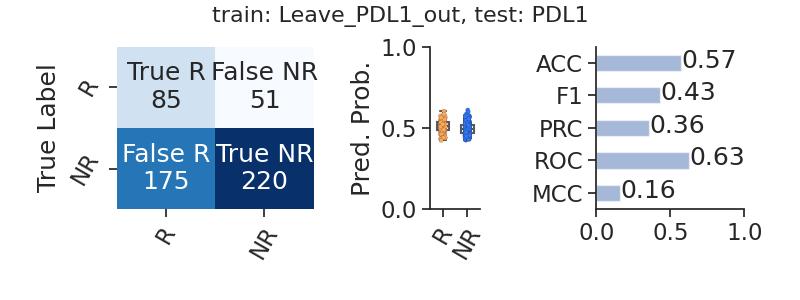 train: Leave_PDL1_out, test: PDL1
True Label
R
NR
True R
85
False NR
51
False R
175
True NR
220
R
NR
Pred. Prob.
1.0
0.5
0.0
R
NR
ACC
F1
PRC
ROC
MCC
0.57
0.43
0.36
0.63
0.16
0.0
0.5
1.0